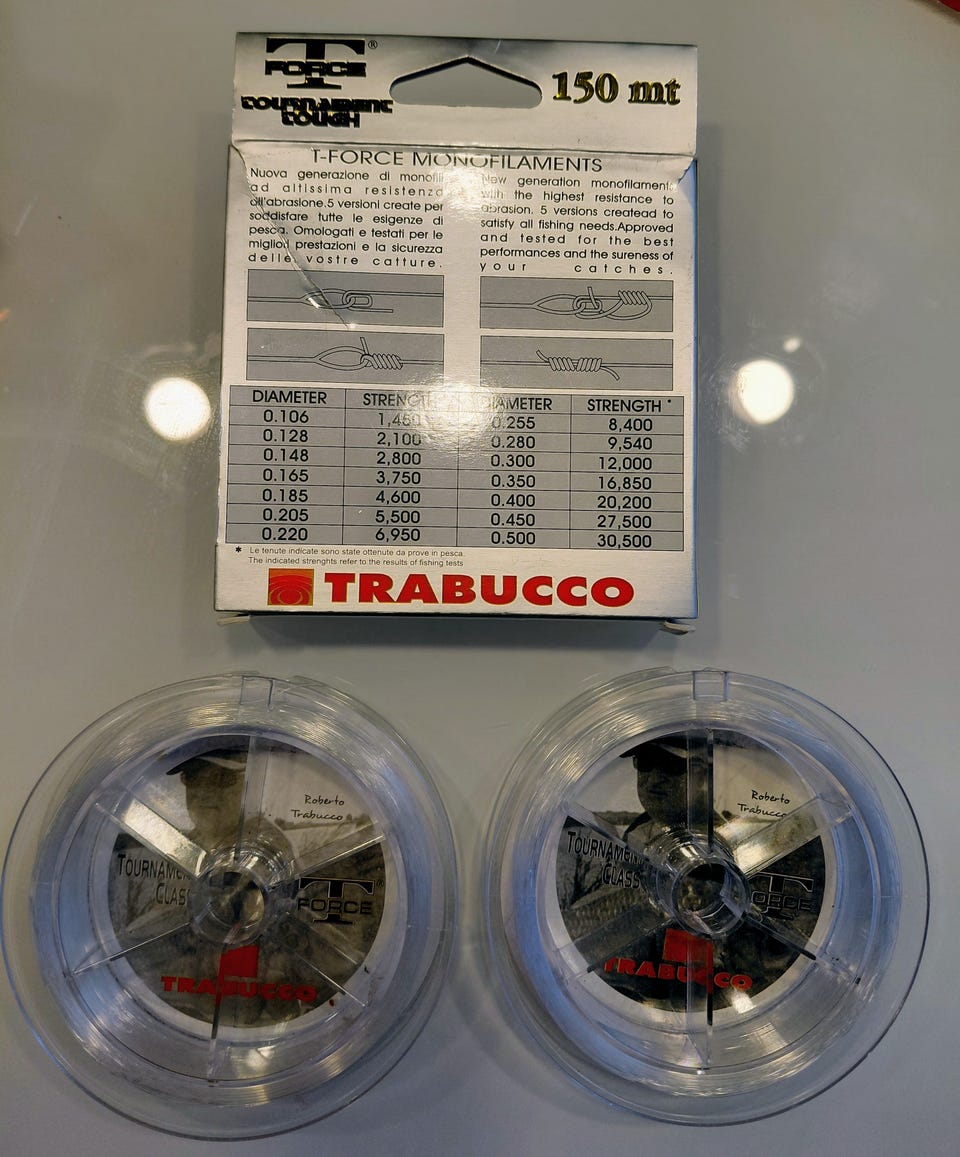 T ®
FORCE
TOURNAMENT
TOUGH
150 mt
T-FORCE MONOFILAMENTS
Nuova generazione di monofili
ad altissima resistenza
all'abrasione.5 versioni create per
soddisfare tutte le esigenze di
pesca. Omologati e testati per le
migliori prestazioni e la sicurezza
delle vostre catture.
New generation monofilaments
with the highest resistance to
abrasion. 5 versions createad to
satisfy all fishing needs.Approved
and tested for the best
performances and the sureness of
your catches.
DIAMETER STRENGTH DIAMETER STRENGTH *
0.106 1,450 0.255 8,400
0.128 2,100 0.280 9,540
0.148 2,800 0.300 12,000
0.165 3,750 0.350 16,850
0.185 4,600 0.400 20,200
0.205 5,500 0.450 27,500
0.220 6,950 0.500 30,500
* Le tenute indicate sono state ottenute da prove in pesca.
The indicated strenghts refer to the results of fishing tests
TRABUCCO
Roberto
Trabucco
TOURNAMENT
CLASS
T ®
FORCE
TRABUCCO
Roberto
Trabucco
TOURNAMENT
CLASS
T
FORCE
TRABUCCO